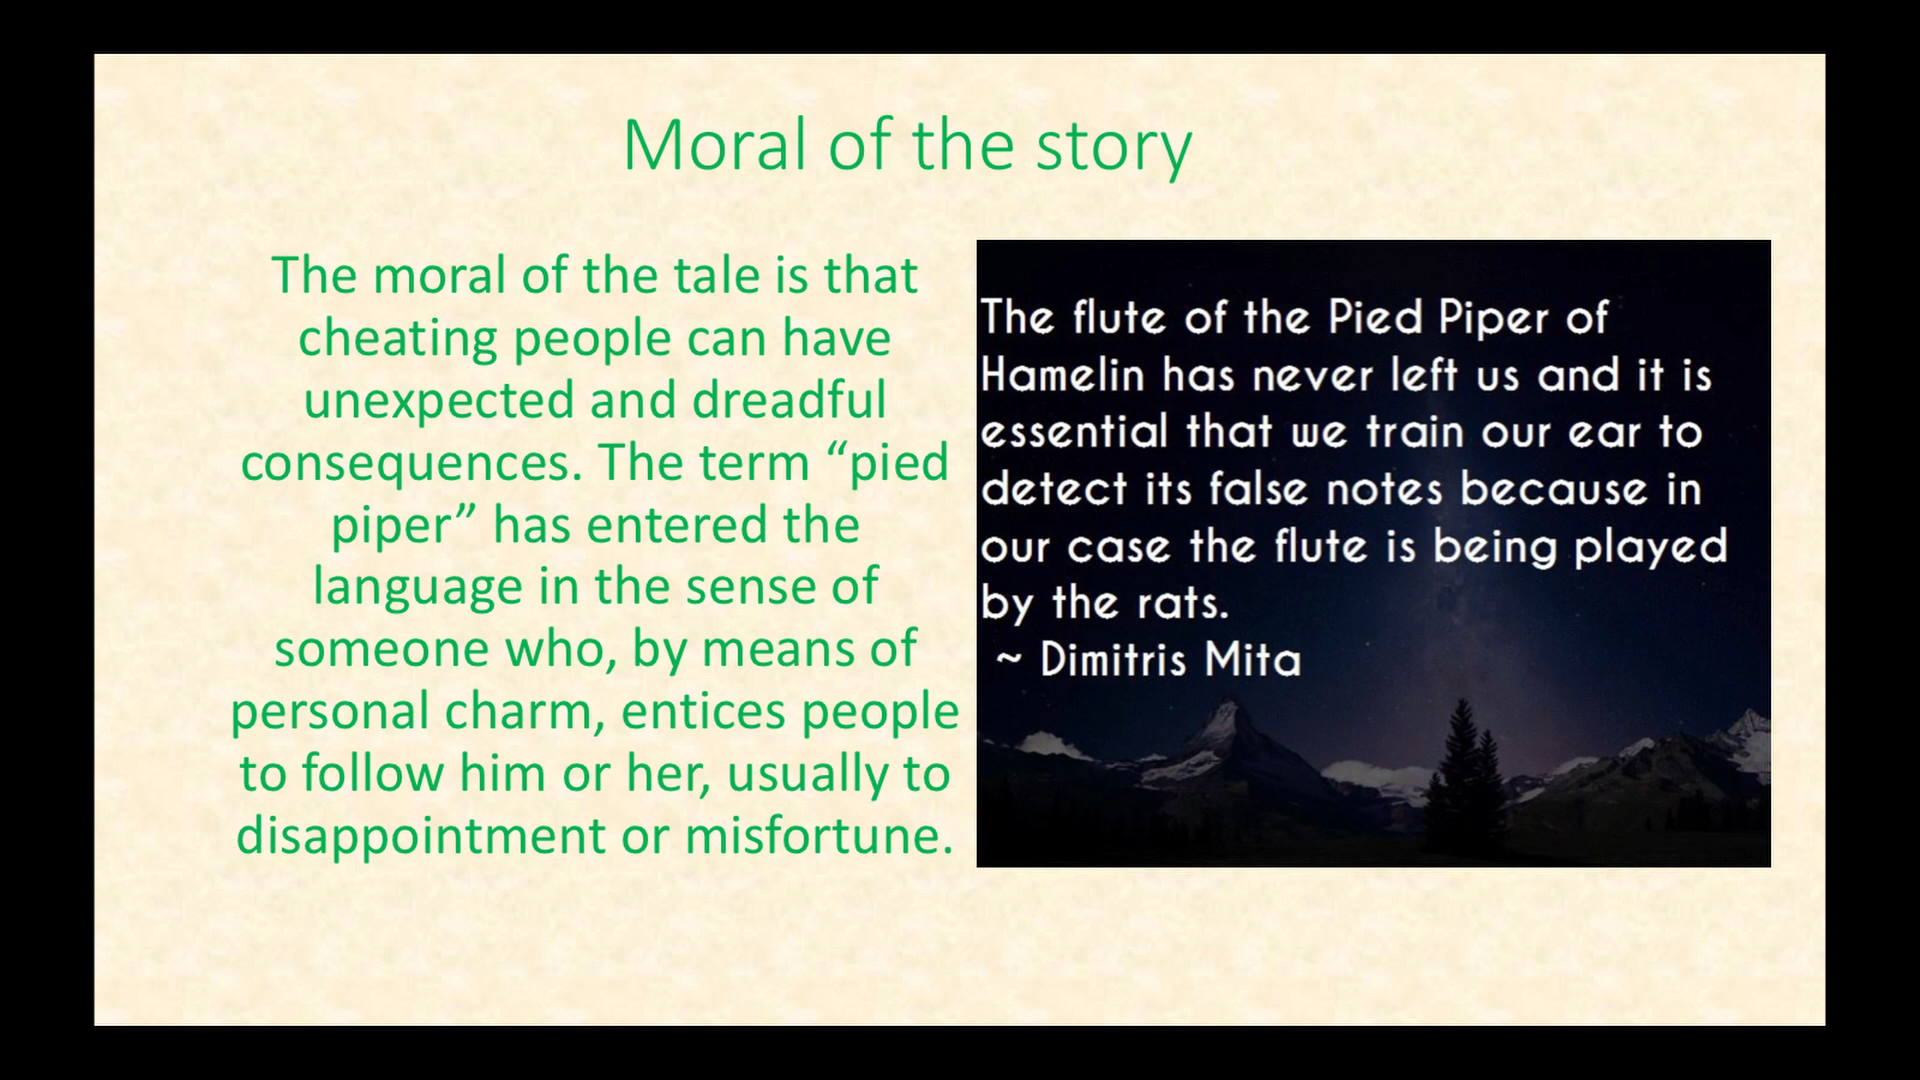 Moral of the story
The moral of the tale is that
cheating people can have
unexpected and dreadful
consequences. The term “pied
piper” has entered the
language in the sense of
someone who, by means of
personal charm, entices people
to follow him or her, usually to
disappointment or misfortune.
The flute of the Pied Piper of
Hamelin has never left us and it is
essential that we train our ear to
detect its false notes because in
our case the flute is being played
by the rats.
~ Dimitris Mita